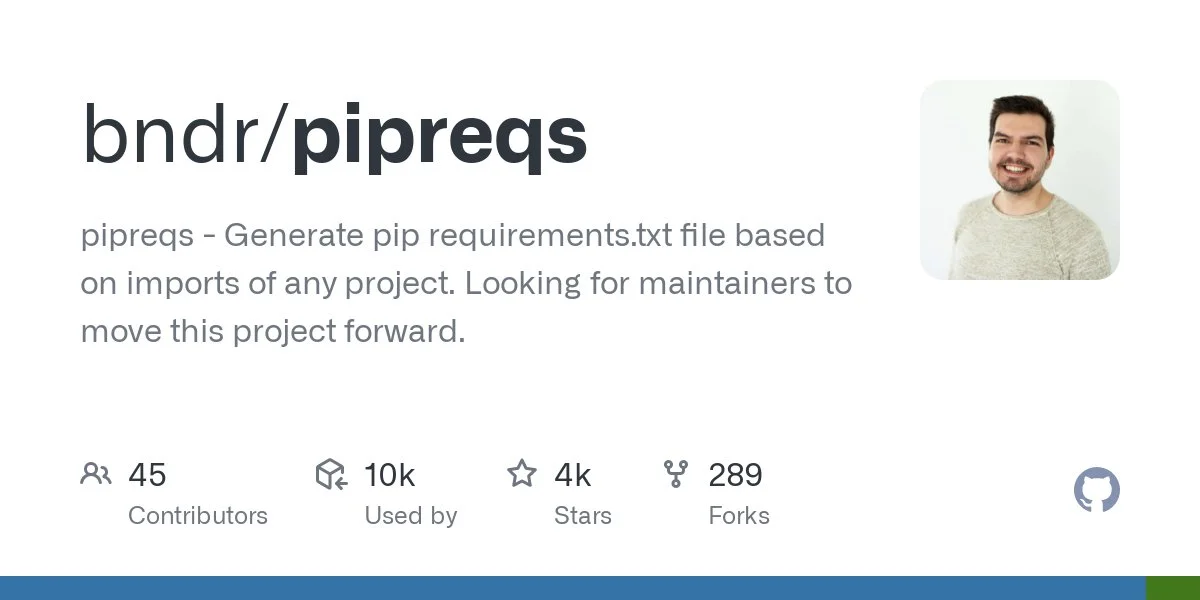 bndr/pipreqs
pipreqs - Generate pip requirements.txt file based
on imports of any project. Looking for maintainers to
move this project forward.
45
Contributors
10k
Used by
4k
Stars
289
Forks